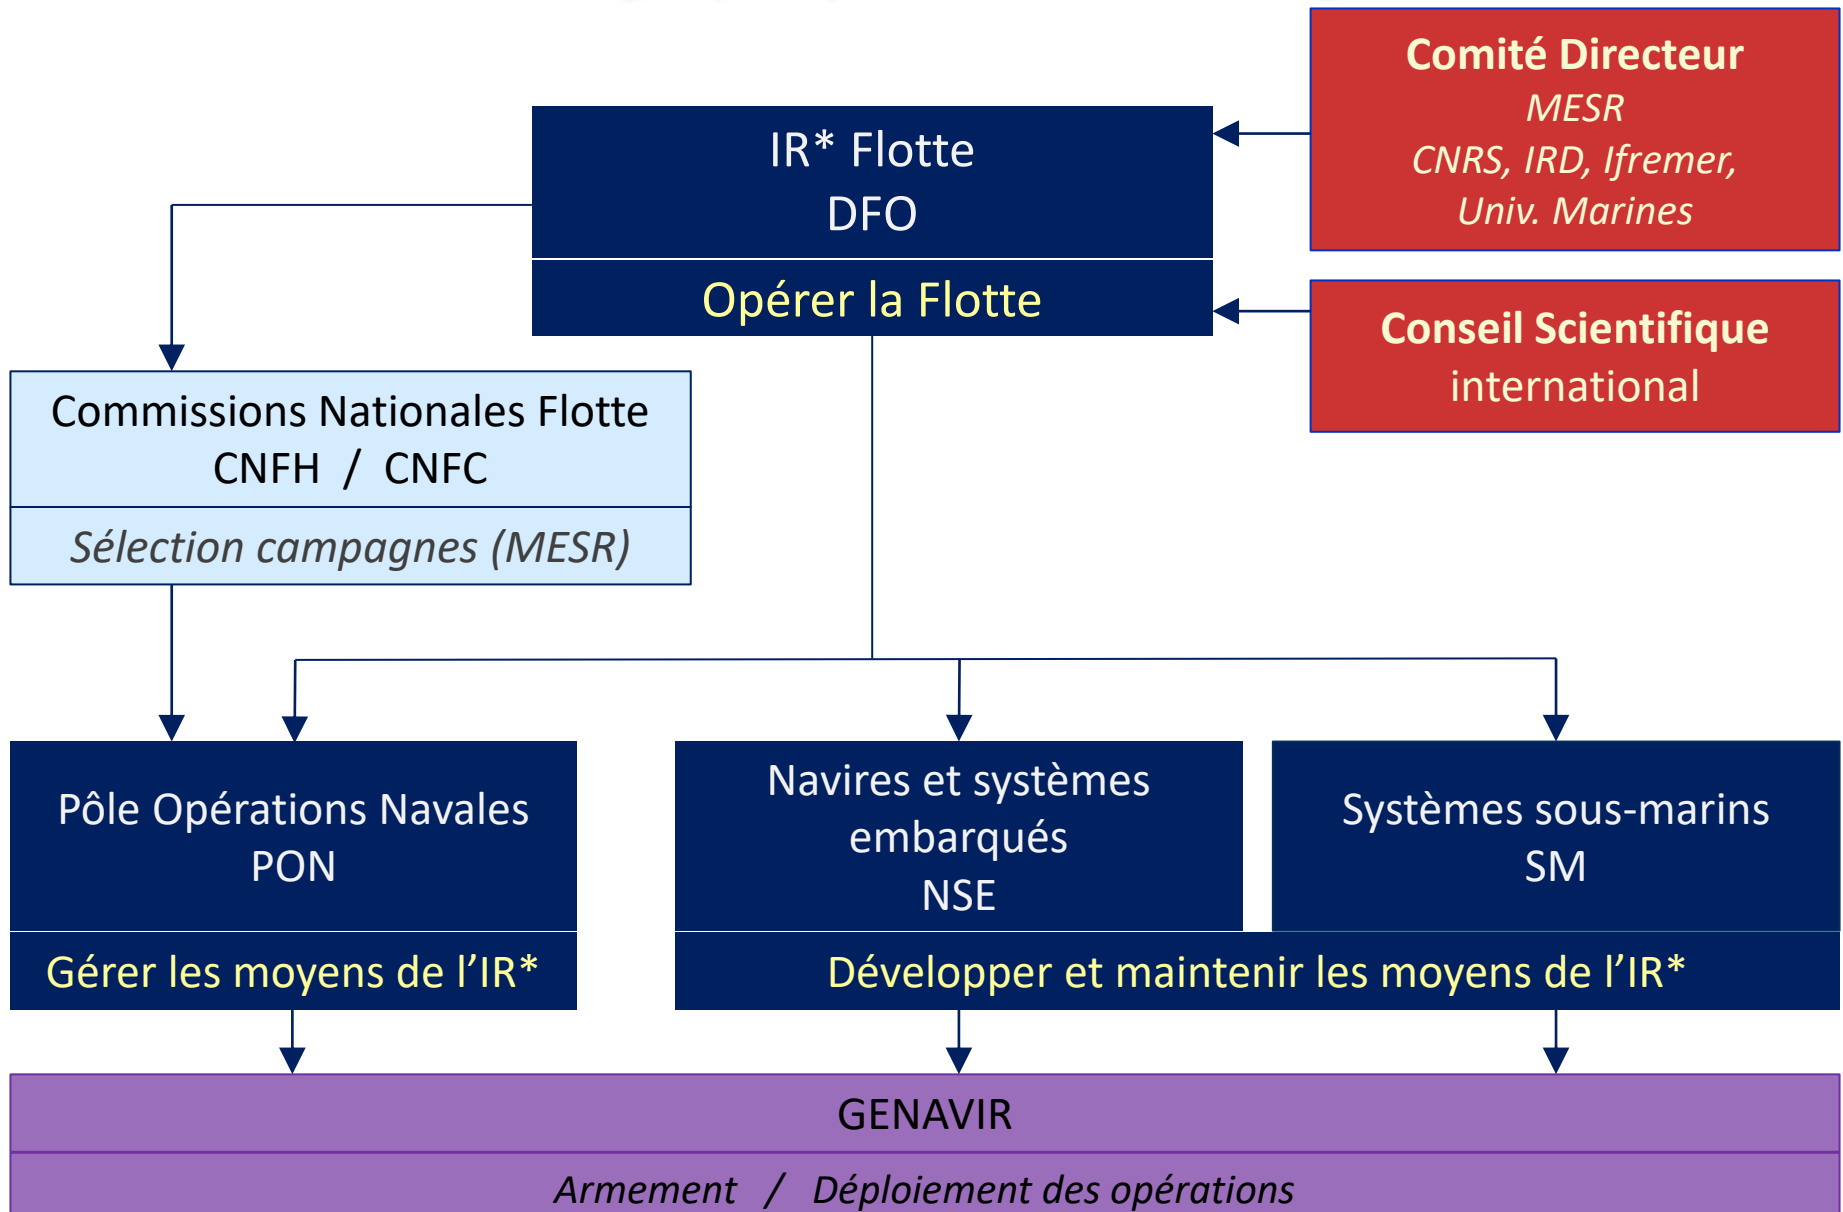 Comité Directeur
MESR
CNRS, IRD, Ifremer,
Univ. Marines
IR* Flotte
DFO
Opérer la Flotte
Conseil Scientifique
international
Commissions Nationales Flotte
CNFH / CNFC
Sélection campagnes (MESR)
Pôle Opérations Navales
PON
Gérer les moyens de l’IR*
Navires et systèmes
embarqués
NSE
Systèmes sous-marins
SM
Développer et maintenir les moyens de l’IR*
GENAVIR
Armement / Déploiement des opérations